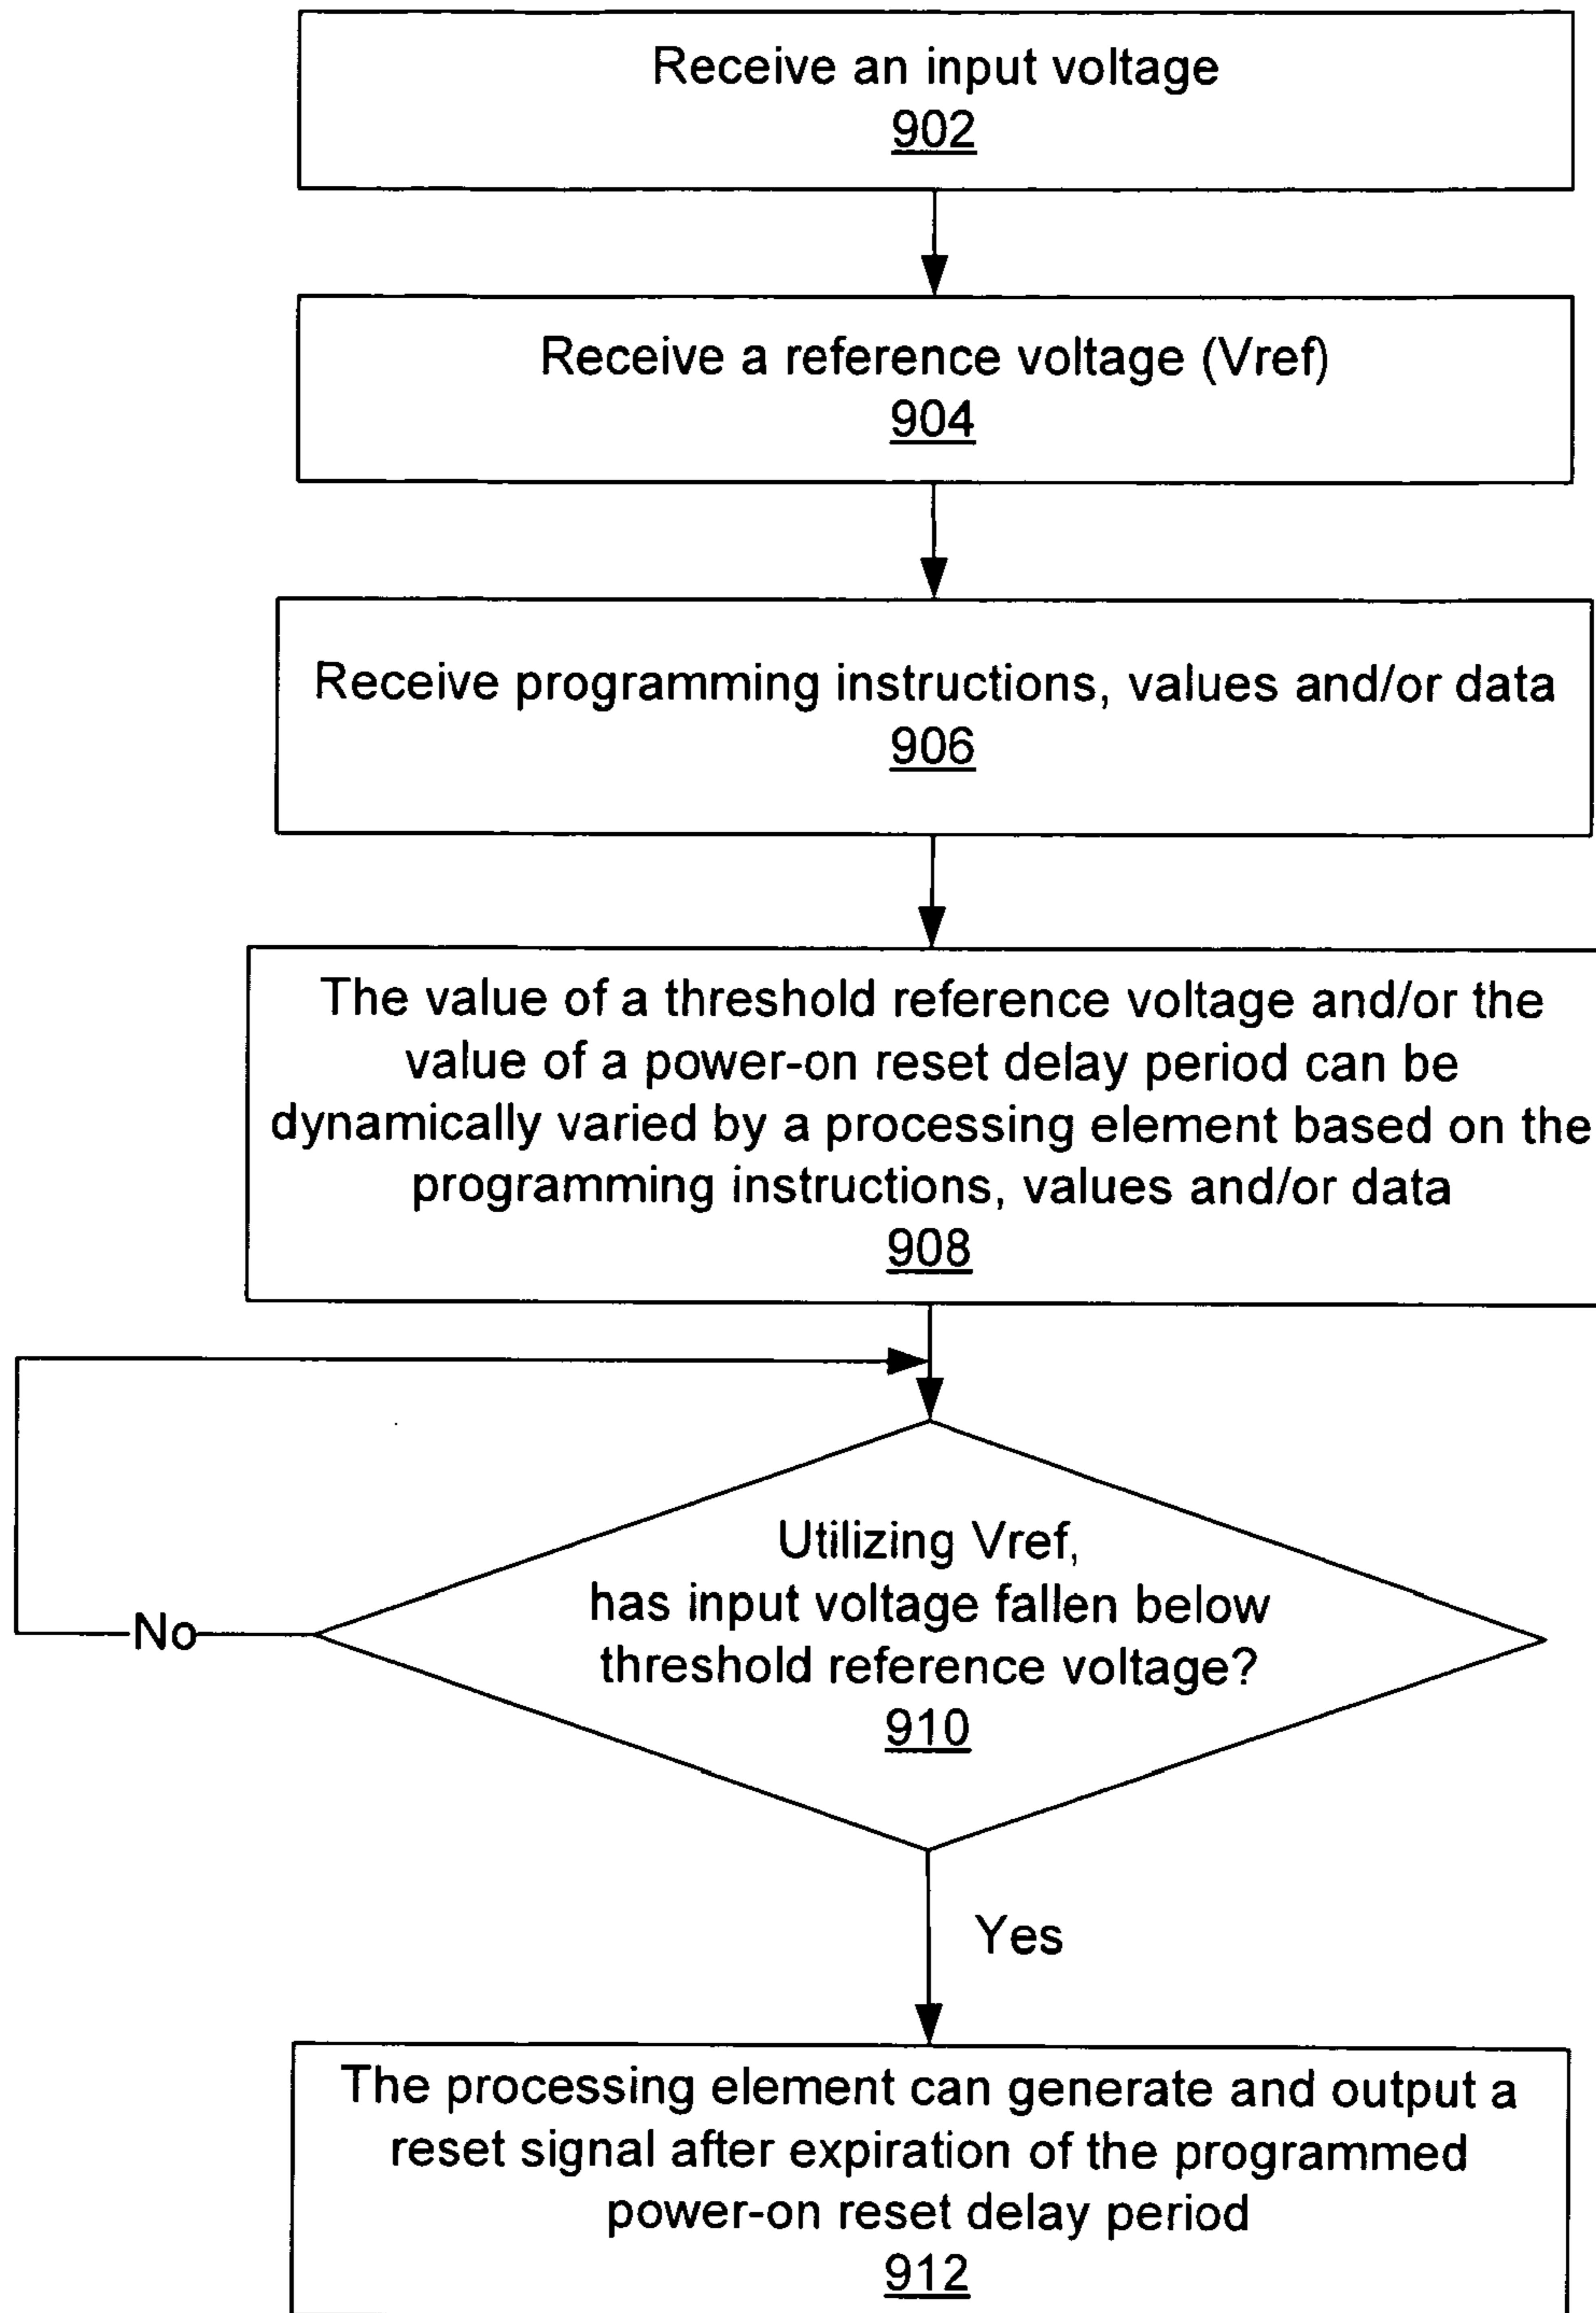 Receive an input voltage
902
Receive a reference voltage (Vref)
904
Receive programming instructions, values and/or data
906
The value of a threshold reference voltage and/or the
value of a power-on reset delay period can be
dynamically varied by a processing element based on the
programming instructions, values and/or data
908
Utilizing Vref,
has input voltage fallen below
threshold reference voltage?
910
No
Yes
The processing element can generate and output a
reset signal after expiration of the programmed
power-on reset delay period
912